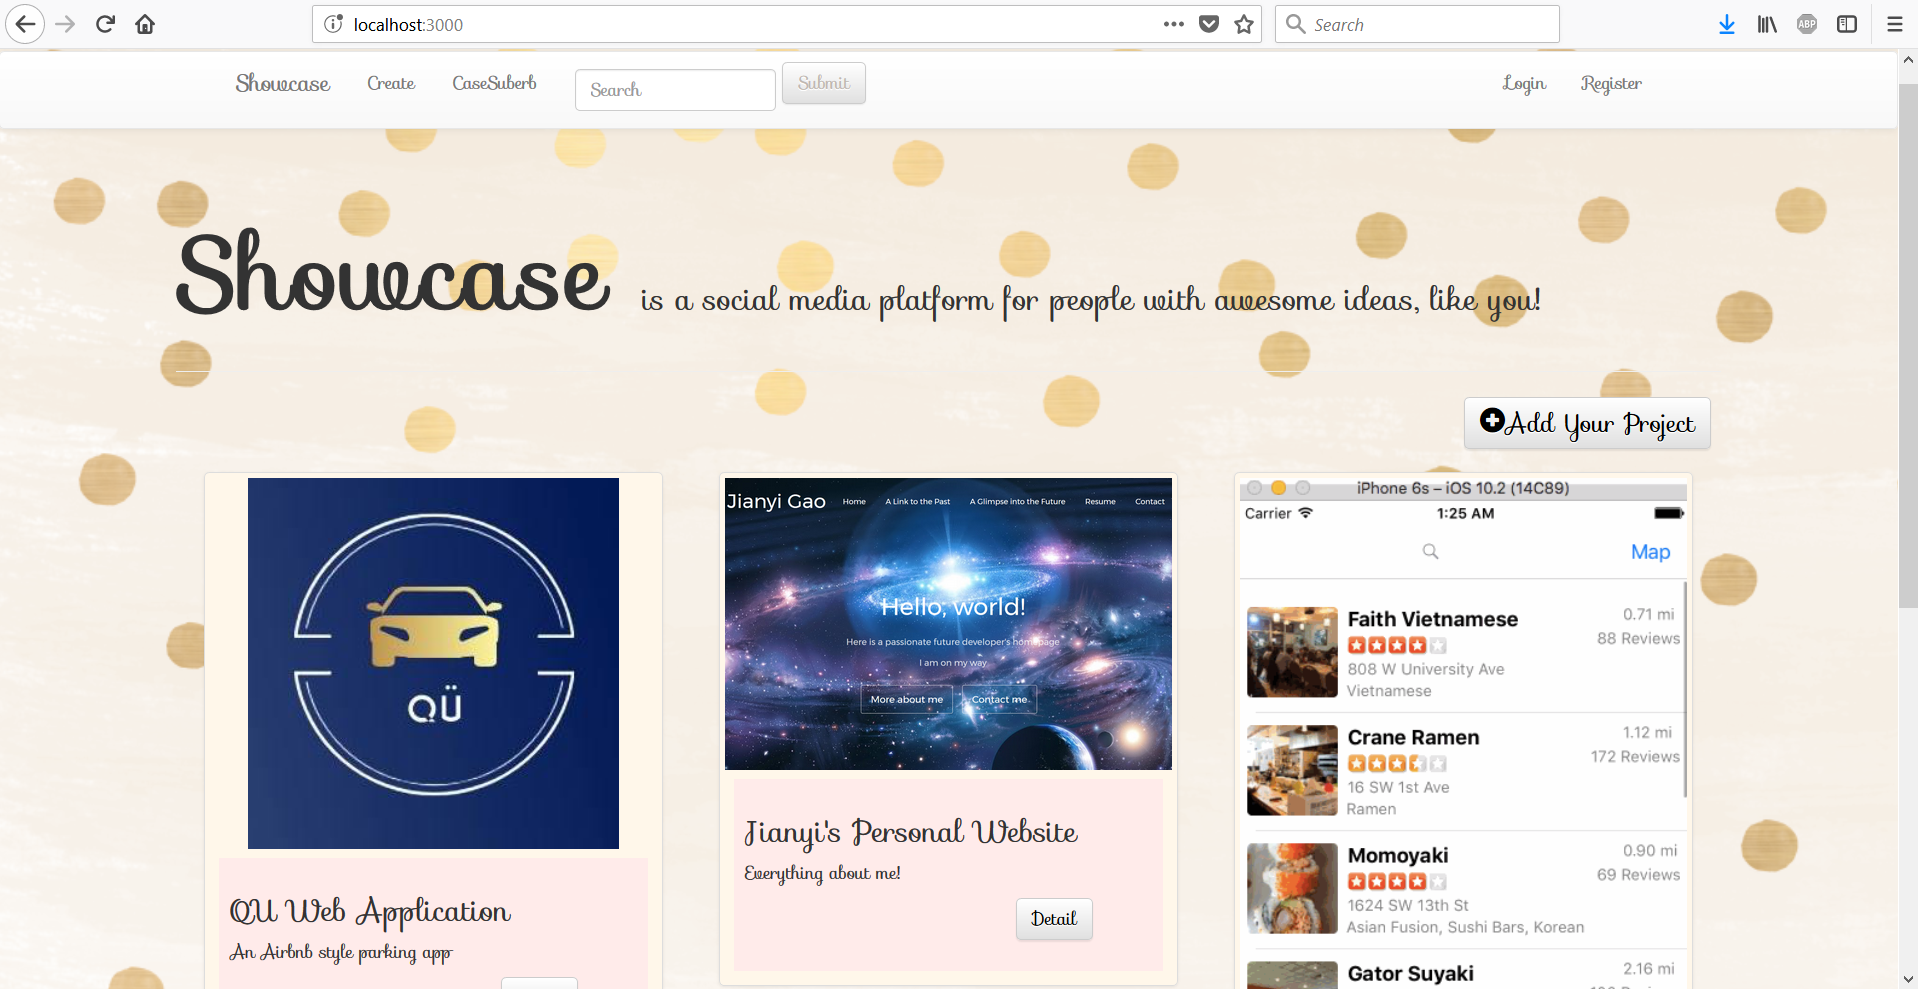 localhost:3000
Search
ABP
Showcase Create CaseSuberb Search Submit Login Register
Showcase is a social media platform for people with awesome ideas, like you!
Add Your Project
QÜ
QU Web Application
An Airbnb style parking app
Jianyi Gao Home A Link to the Past A Glimpse into the Future Resume Contact
Hello, world!
Here is a passionate future developer's homepage
I am on my way
More about me Contact me
Jianyi's Personal Website
Everything about me!
Detail
iPhone 6s – iOS 10.2 (14C89)
Carrier 1:25 AM
Map
Faith Vietnamese 0.71 mi
88 Reviews
808 W University Ave
Vietnamese
Crane Ramen 1.12 mi
172 Reviews
16 SW 1st Ave
Ramen
Momoyaki 0.90 mi
69 Reviews
1624 SW 13th St
Asian Fusion, Sushi Bars, Korean
Gator Suyaki 2.16 mi